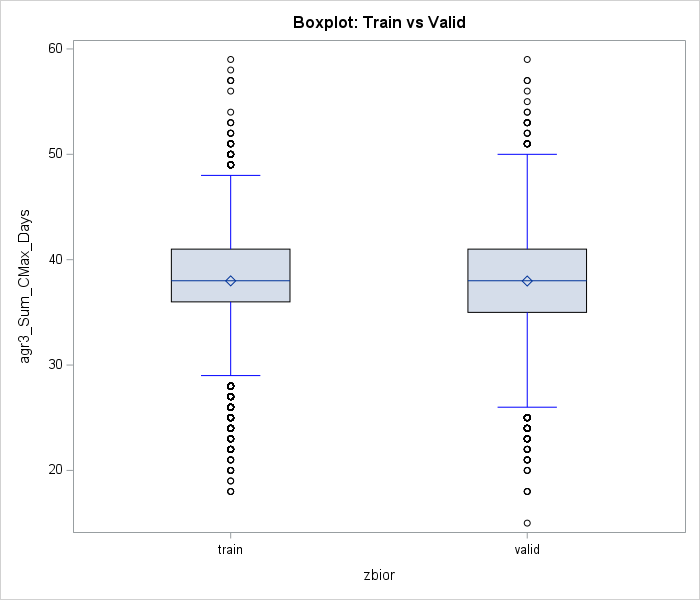 Boxplot: Train vs Valid
60
50
40
30
20
agr3_Sum_CMax_Days
train
valid
zbior